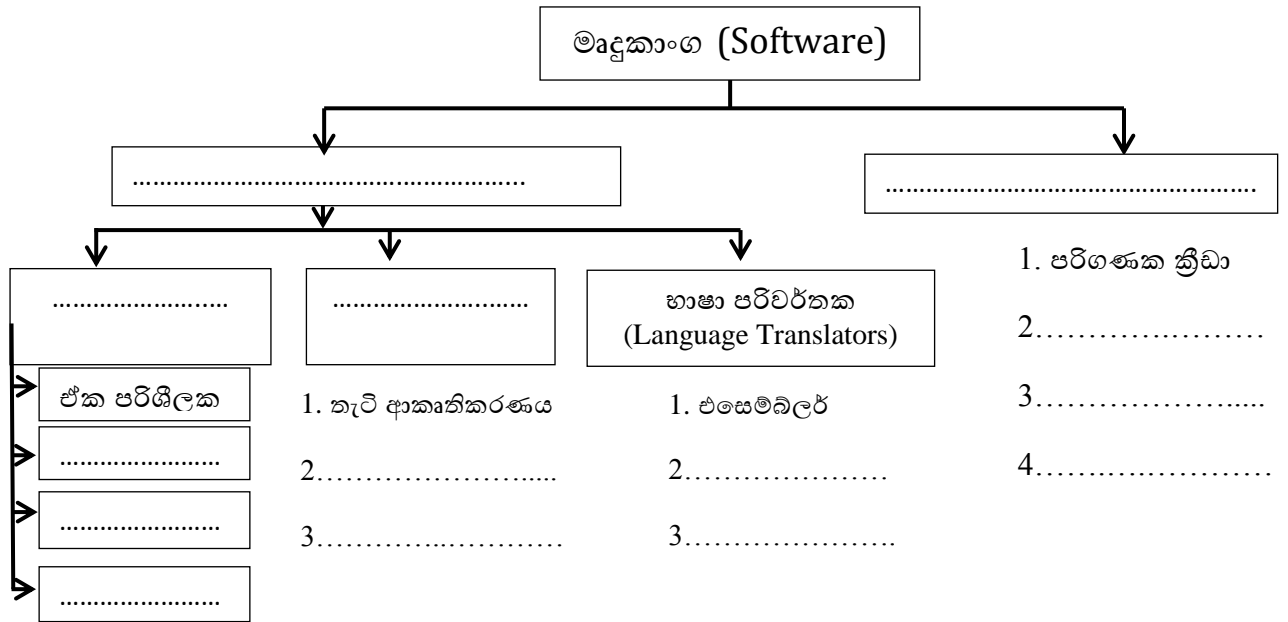 මෘදුකාංග (Software)
.......................................................
.......................................................
..........................
.............................
භාෂා පරිවර්තක
(Language Translators)
1. පරිගණක ක්‍රීඩා
2........................
3........................
4............................
ඒක පරිශීලක
........................
........................
........................
1. තැටි ආකෘතිකරණය
2............................
3............................
1. එසෙම්බ්ලර්
2........................
3.........................